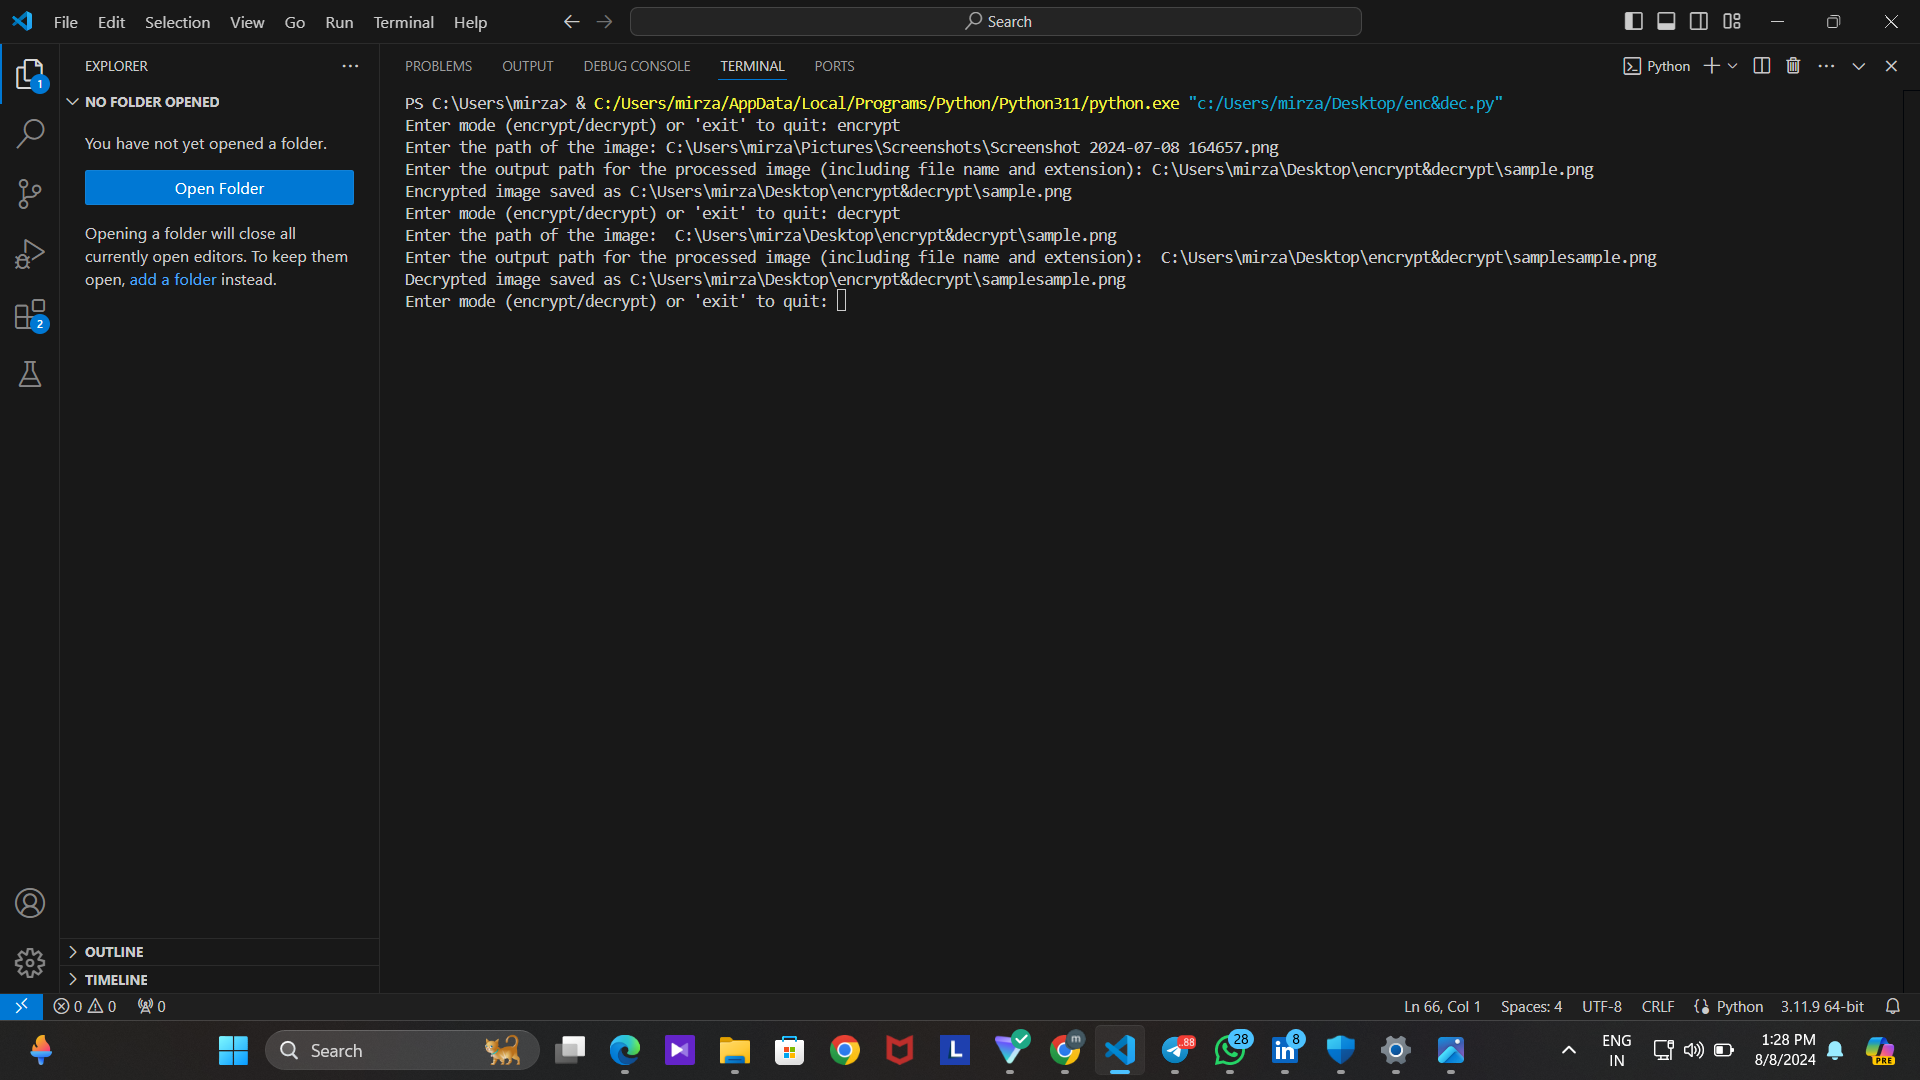 File Edit Selection View Go Run Terminal Help
Search
EXPLORER
PROBLEMS OUTPUT DEBUG CONSOLE TERMINAL PORTS
Python
1
NO FOLDER OPENED
You have not yet opened a folder.
Open Folder
Opening a folder will close all
currently open editors. To keep them
open, add a folder instead.
2
PS C:\Users\mirza> & C:/Users/mirza/AppData/Local/Programs/Python/Python311/python.exe "c:/Users/mirza/Desktop/enc&dec.py"
Enter mode (encrypt/decrypt) or 'exit' to quit: encrypt
Enter the path of the image: C:\Users\mirza\Pictures\Screenshots\Screenshot 2024-07-08 164657.png
Enter the output path for the processed image (including file name and extension): C:\Users\mirza\Desktop\encrypt&decrypt\sample.png
Encrypted image saved as C:\Users\mirza\Desktop\encrypt&decrypt\sample.png
Enter mode (encrypt/decrypt) or 'exit' to quit: decrypt
Enter the path of the image:  C:\Users\mirza\Desktop\encrypt&decrypt\sample.png
Enter the output path for the processed image (including file name and extension):  C:\Users\mirza\Desktop\encrypt&decrypt\samplesample.png
Decrypted image saved as C:\Users\mirza\Desktop\encrypt&decrypt\samplesample.png
Enter mode (encrypt/decrypt) or 'exit' to quit:
OUTLINE
TIMELINE
0 0 0
Ln 66, Col 1 Spaces: 4 UTF-8 CRLF Python 3.11.9 64-bit
Search
L
m
.88
28
in 8
ENG
IN
1:28 PM
8/8/2024
PRE